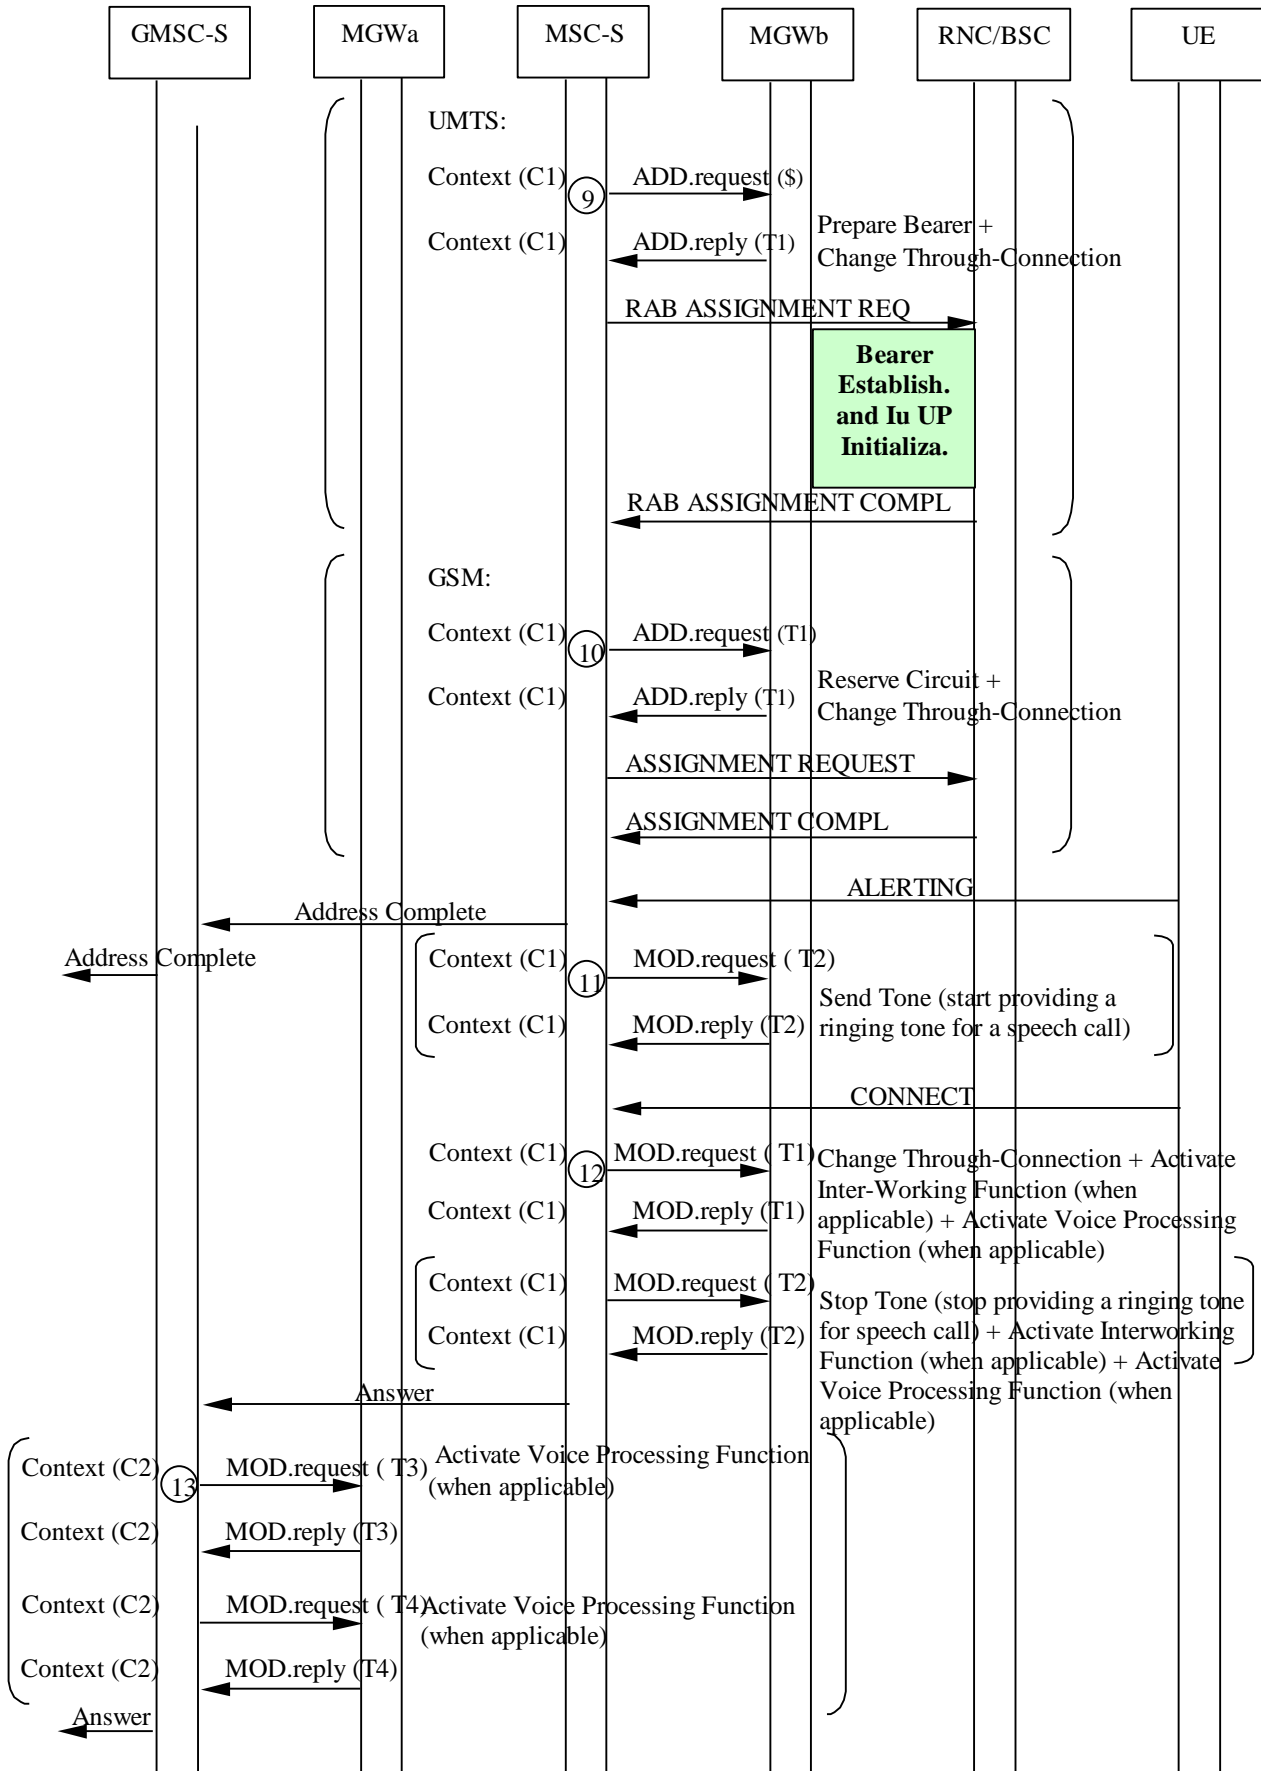 GMSC-S
MGWa
MSC-S
MGWb
RNC/BSC
UE
UMTS:
Context (C1)
9
ADD.request ($)
Context (C1)
ADD.reply (T1)
Prepare Bearer +
Change Through-Connection
RAB ASSIGNMENT REQ
Bearer
Establish.
and Iu UP
Initializa.
RAB ASSIGNMENT COMPL
GSM:
Context (C1)
10
ADD.request (T1)
Context (C1)
ADD.reply (T1)
Reserve Circuit +
Change Through-Connection
ASSIGNMENT REQUEST
ASSIGNMENT COMPL
ALERTING
Address Complete
Address Complete
Context (C1)
11
MOD.request ( T2)
Context (C1)
MOD.reply (T2)
Send Tone (start providing a
ringing tone for a speech call)
CONNECT
Context (C1)
12
MOD.request ( T1)
Context (C1)
MOD.reply (T1)
Change Through-Connection + Activate
Inter-Working Function (when
applicable) + Activate Voice Processing
Function (when applicable)
Context (C1)
MOD.request ( T2)
Context (C1)
MOD.reply (T2)
Stop Tone (stop providing a ringing tone
for speech call) + Activate Interworking
Function (when applicable) + Activate
Voice Processing Function (when
applicable)
Answer
Context (C2)
13
MOD.request ( T3)
Activate Voice Processing Function
(when applicable)
Context (C2)
MOD.reply (T3)
Context (C2)
MOD.request ( T4)
Activate Voice Processing Function
(when applicable)
Context (C2)
MOD.reply (T4)
Answer